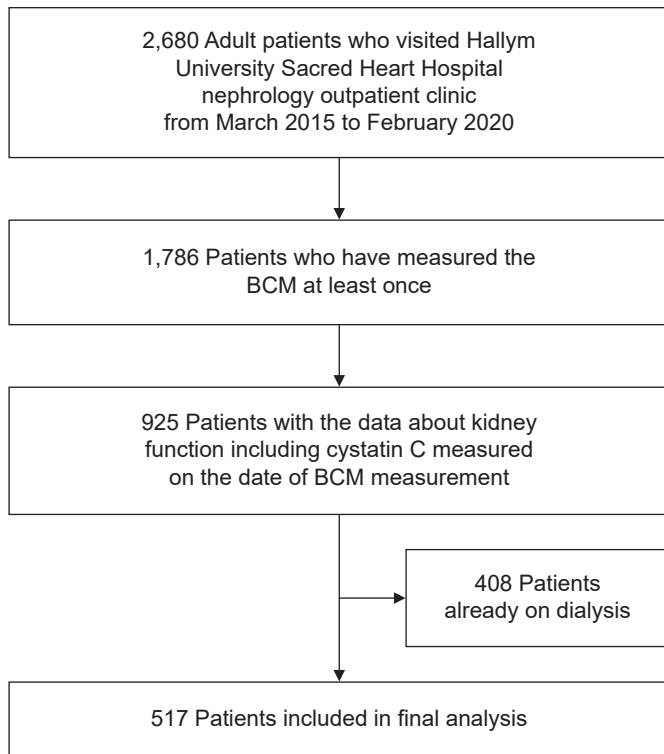 2,680 Adult patients who visited Hallym
University Sacred Heart Hospital
nephrology outpatient clinic
from March 2015 to February 2020
1,786 Patients who have measured the
BCM at least once
925 Patients with the data about kidney
function including cystatin C measured
on the date of BCM measurement
408 Patients
already on dialysis
517 Patients included in final analysis